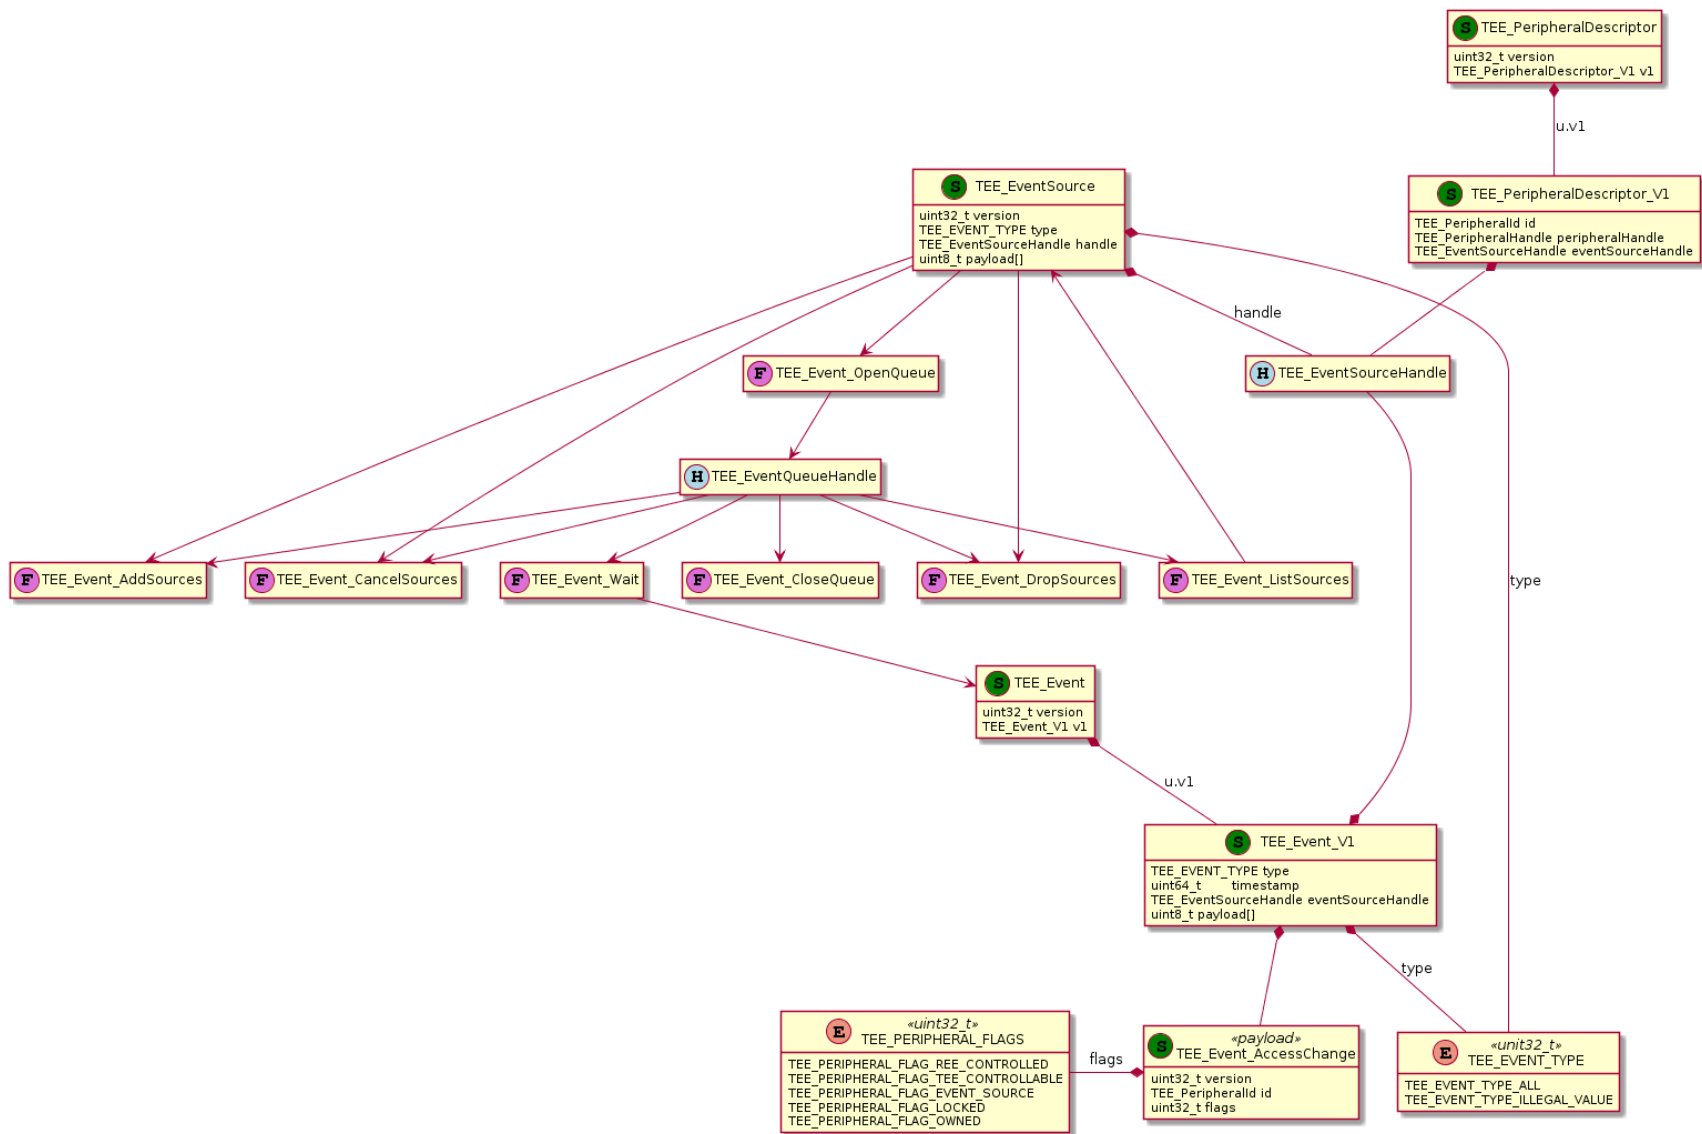 S TEE_PeripheralDescriptor
uint32_t version
TEE_PeripheralDescriptor_V1 v1
u.v1
S TEE_EventSource
uint32_t version
TEE_EVENT_TYPE type
TEE_EventSourceHandle handle
uint8_t payload[]
S TEE_PeripheralDescriptor_V1
TEE_PeripheralId id
TEE_PeripheralHandle peripheralHandle
TEE_EventSourceHandle eventSourceHandle
handle
F TEE_Event_OpenQueue
H TEE_EventSourceHandle
H TEE_EventQueueHandle
F TEE_Event_AddSources
F TEE_Event_CancelSources
F TEE_Event_Wait
F TEE_Event_CloseQueue
F TEE_Event_DropSources
F TEE_Event_ListSources
type
S TEE_Event
uint32_t version
TEE_Event_V1 v1
u.v1
S TEE_Event_V1
TEE_EVENT_TYPE type
uint64_t timestamp
TEE_EventSourceHandle eventSourceHandle
uint8_t payload[]
type
E «uint32_t»
TEE_PERIPHERAL_FLAGS
TEE_PERIPHERAL_FLAG_REE_CONTROLLED
TEE_PERIPHERAL_FLAG_TEE_CONTROLLABLE
TEE_PERIPHERAL_FLAG_EVENT_SOURCE
TEE_PERIPHERAL_FLAG_LOCKED
TEE_PERIPHERAL_FLAG_OWNED
flags
S «payload»
TEE_Event_AccessChange
uint32_t version
TEE_PeripheralId id
uint32_t flags
E «unit32_t»
TEE_EVENT_TYPE
TEE_EVENT_TYPE_ALL
TEE_EVENT_TYPE_ILLEGAL_VALUE